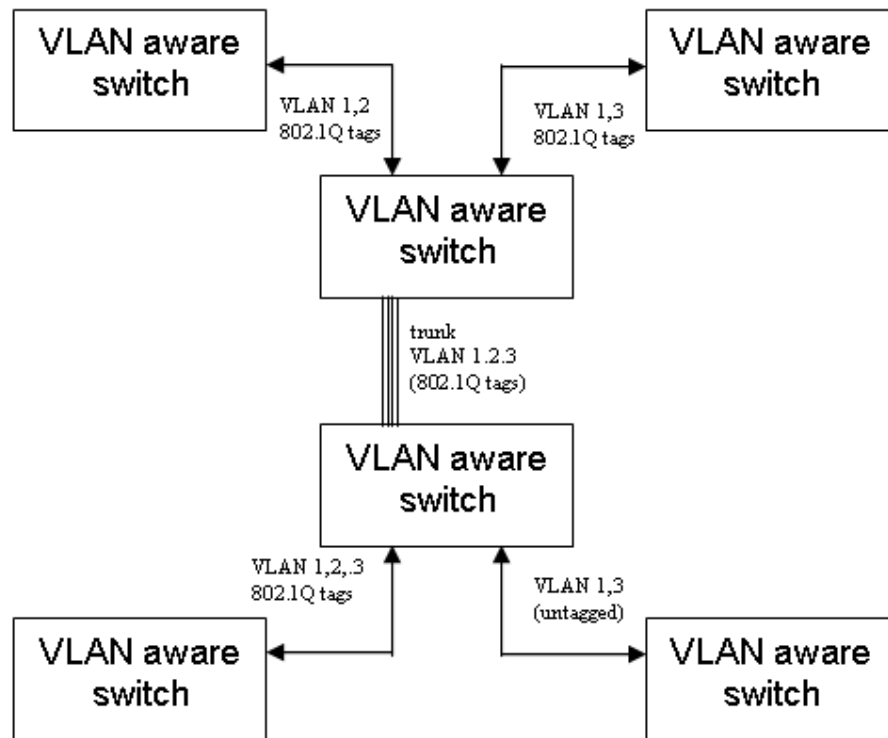 VLAN aware
switch
VLAN aware
switch
VLAN 1,2
802.1Q tags
VLAN 1,3
802.1Q tags
VLAN aware
switch
trunk
VLAN 1.2.3
(802.1Q tags)
VLAN aware
switch
VLAN 1,2,.3
802.1Q tags
VLAN 1,3
(untagged)
VLAN aware
switch
VLAN aware
switch